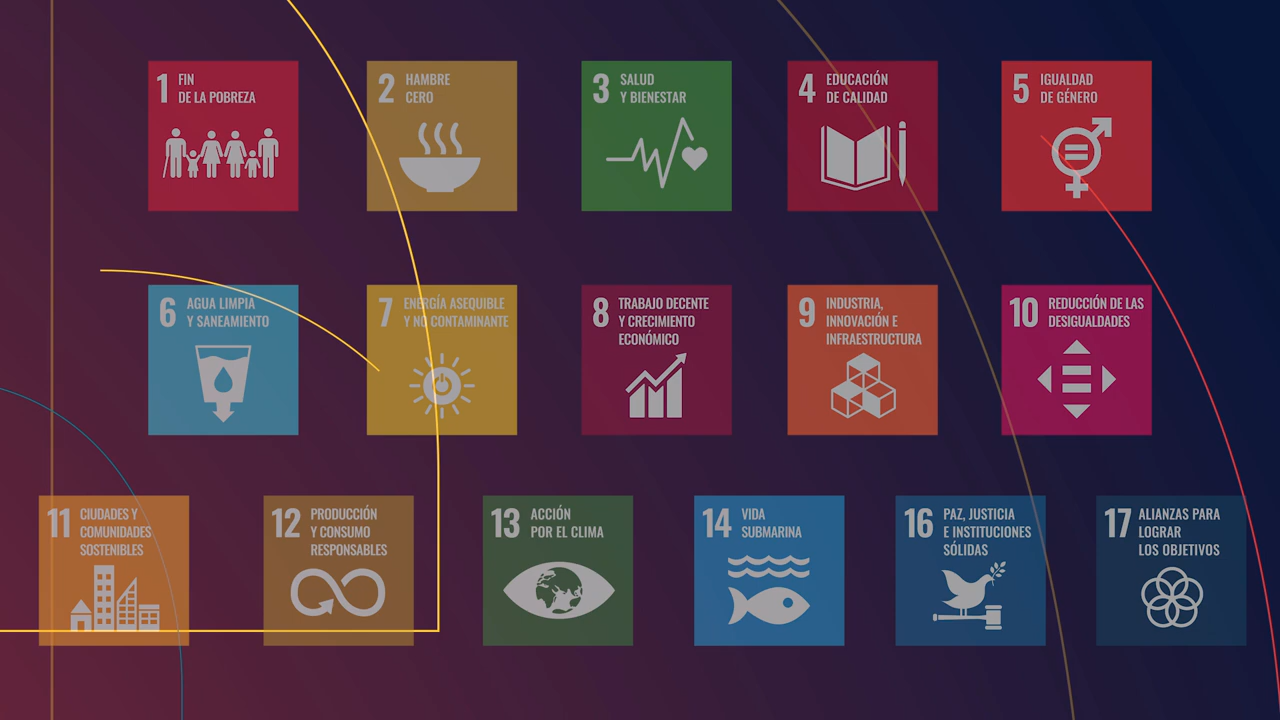 1 FIN
DE LA POBREZA
2 HAMBRE
CERO
3 SALUD
Y BIENESTAR
4 EDUCACIÓN
DE CALIDAD
5 IGUALDAD
DE GÉNERO
6 AGUA LIMPIA
Y SANEAMIENTO
7 ENERGÍA ASEQUIBLE
Y NO CONTAMINANTE
8 TRABAJO DECENTE
Y CRECIMIENTO
ECONÓMICO
9 INDUSTRIA,
INNOVACIÓN E
INFRAESTRUCTURA
10 REDUCCIÓN DE LAS
DESIGUALDADES
11 CIUDADES Y
COMUNIDADES
SOSTENIBLES
12 PRODUCCIÓN
Y CONSUMO
RESPONSABLES
13 ACCIÓN
POR EL CLIMA
14 VIDA
SUBMARINA
16 PAZ, JUSTICIA
E INSTITUCIONES
SÓLIDAS
17 ALIANZAS PARA
LOGRAR
LOS OBJETIVOS